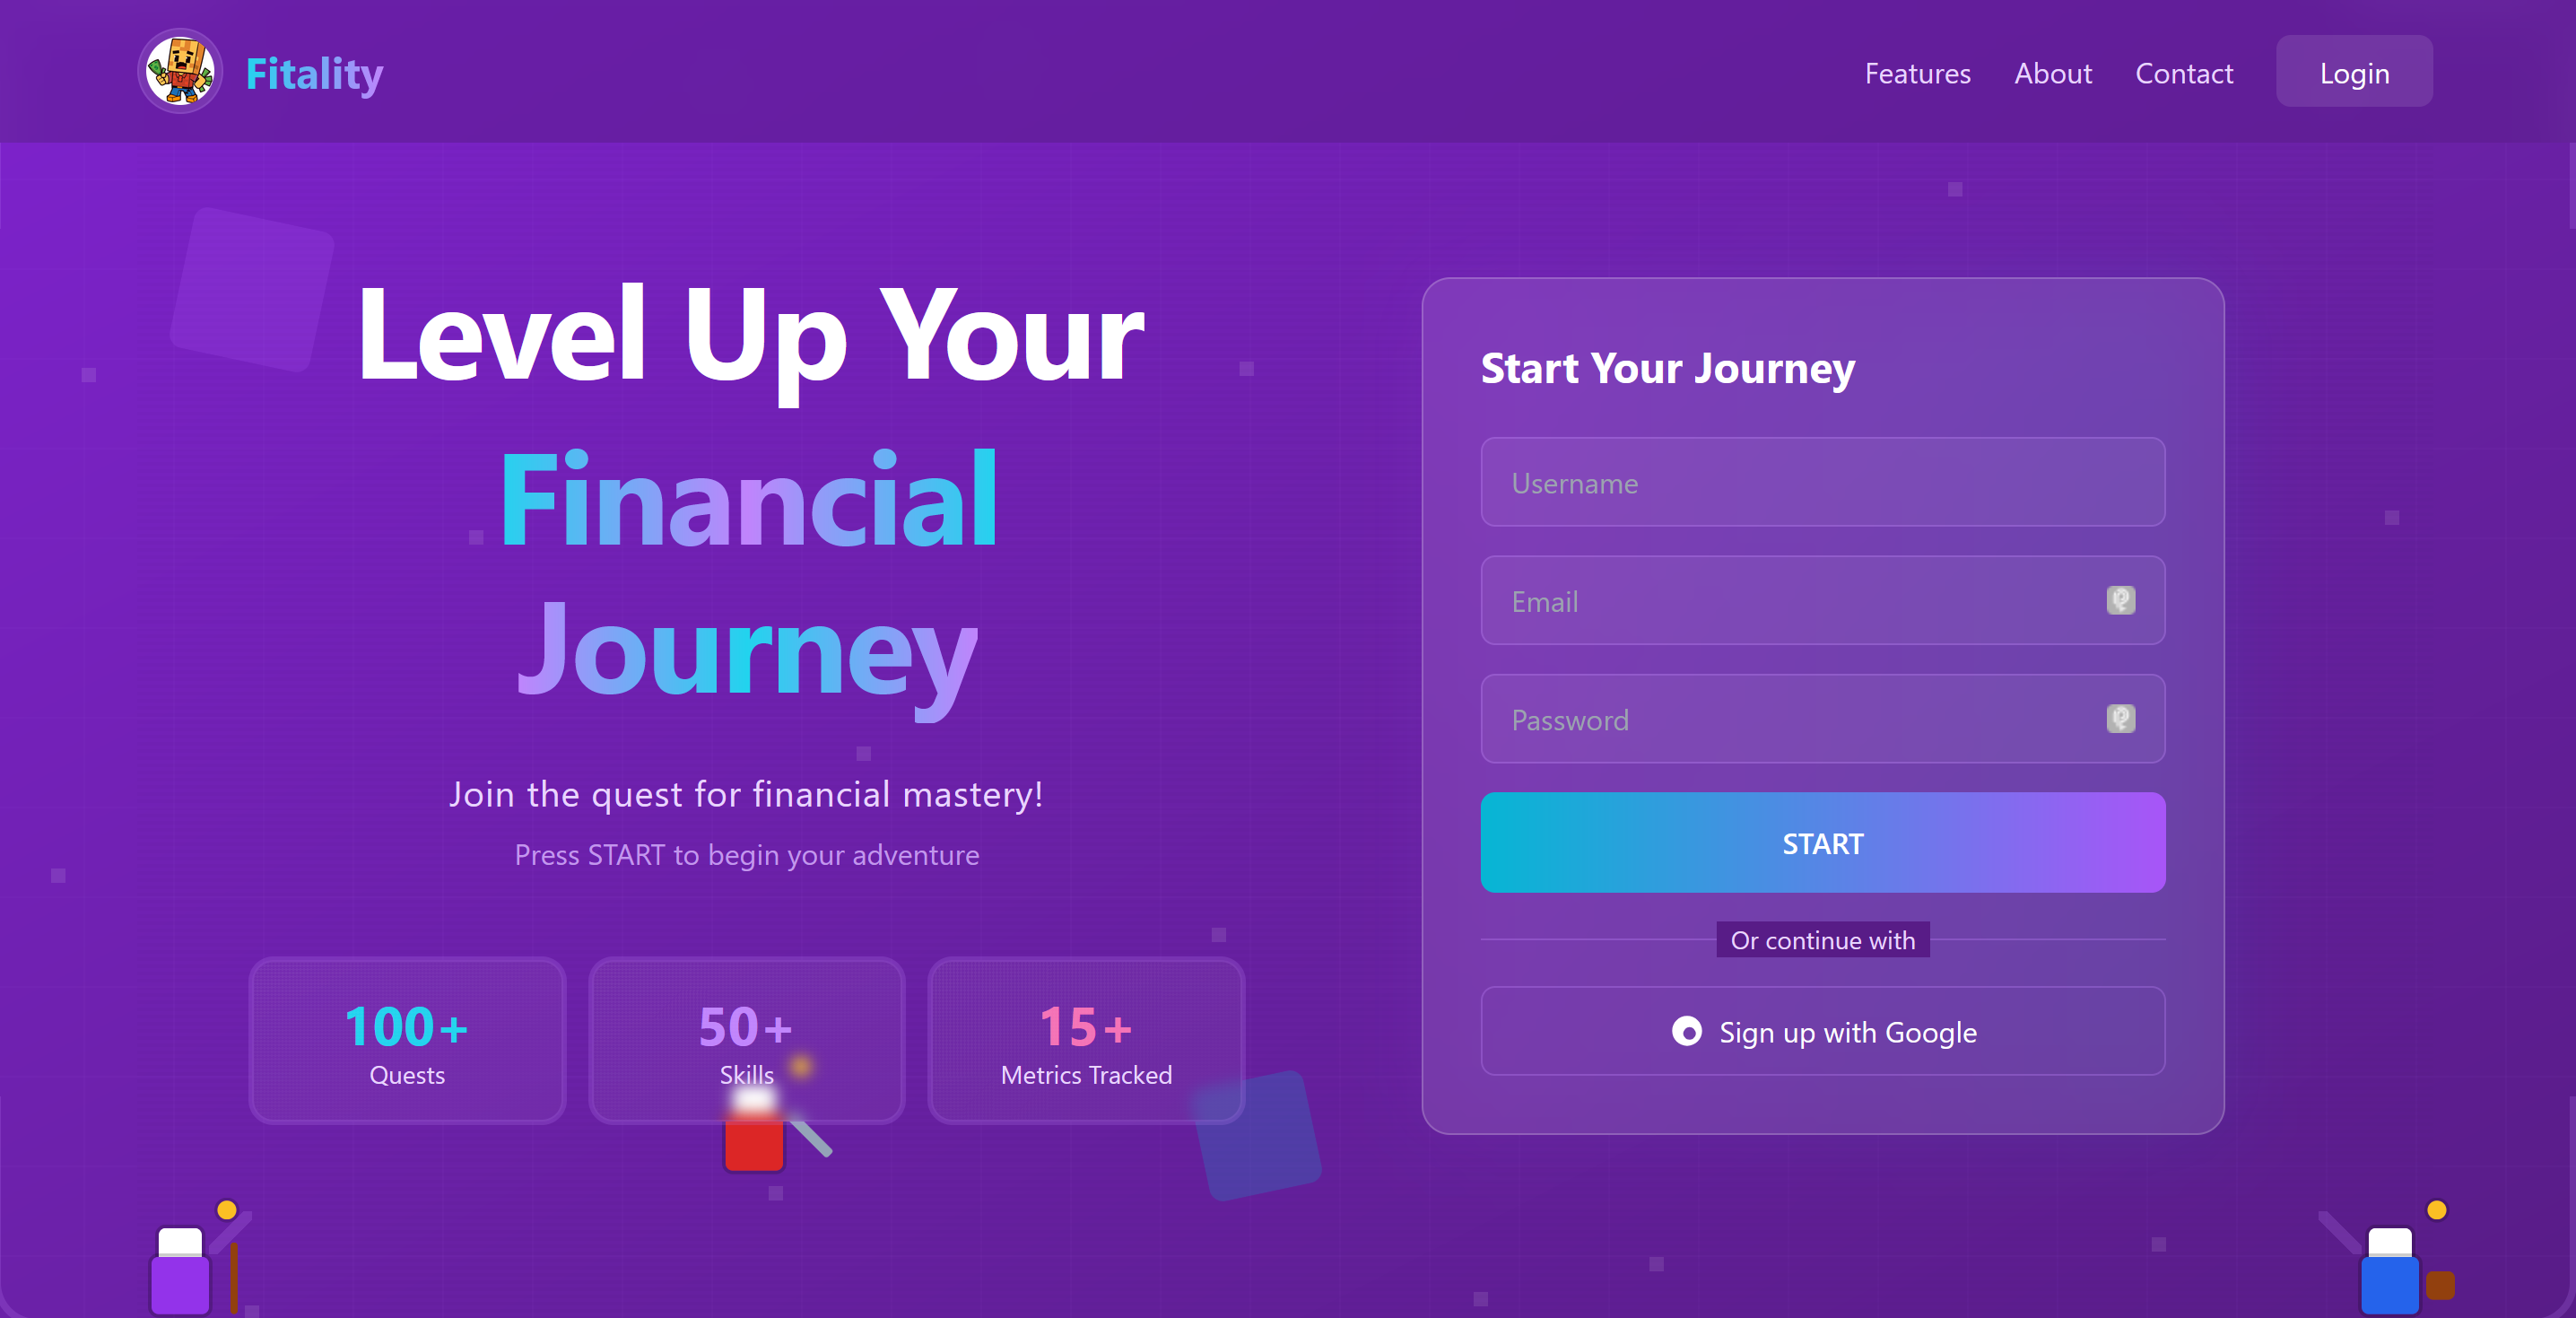 Fitality
Features
About
Contact
Login
Level Up Your
Financial
Journey
Join the quest for financial mastery!
Press START to begin your adventure
100+
Quests
50+
Skills
15+
Metrics Tracked
Start Your Journey
Username
Email
Password
START
Or continue with
Sign up with Google